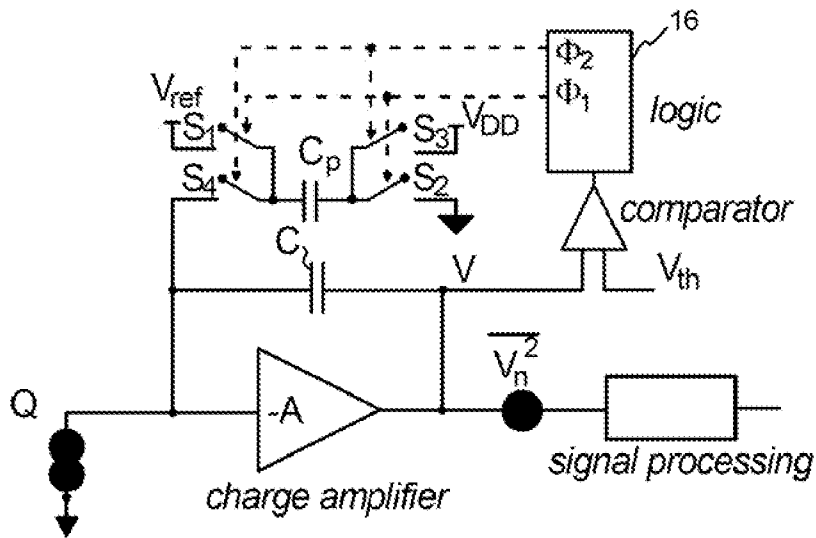 16
Φ2
Φ1
logic
Vref
S1
S3
VDD
Cp
S4
S2
comparator
C
V
Vth
Vn2
Q
-A
signal processing
charge amplifier